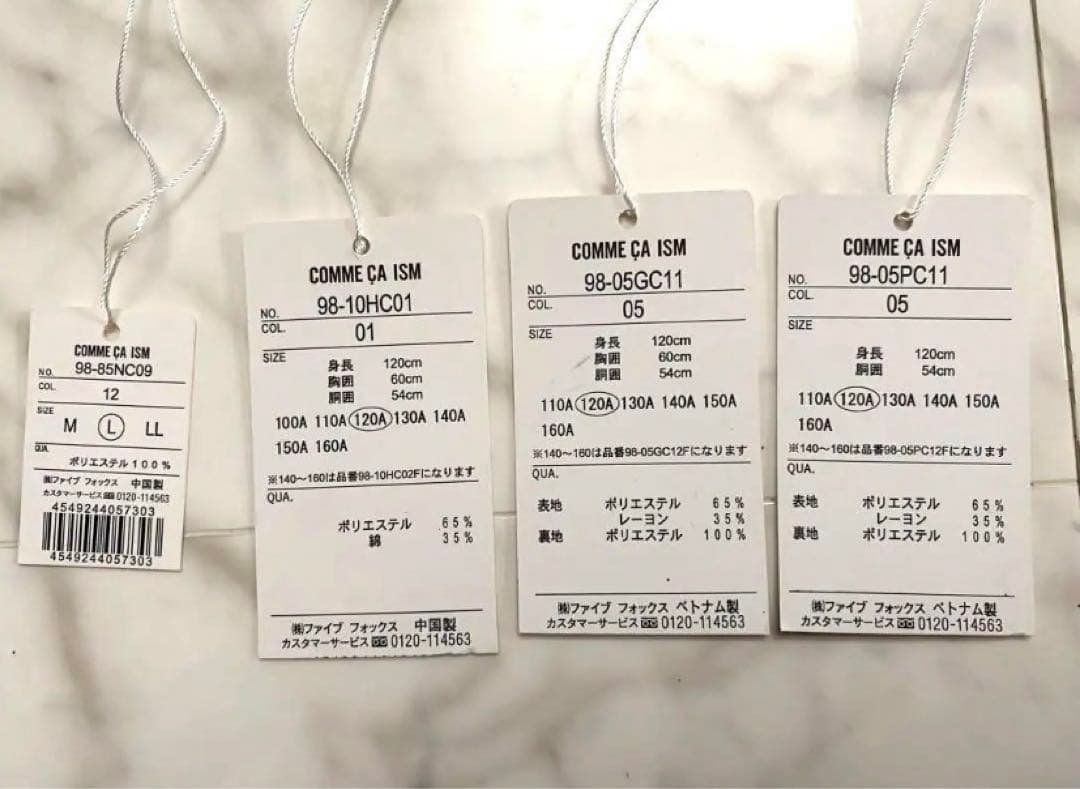 COMME ÇA ISM
NO. 98-85NC09
COL. 12
SIZE
M L LL
QUA.
ポリエステル100%
㈱ファイブ フォックス 中国製
カスタマーサービス 0120-114563
4549244057303
4549244057303
COMME ÇA ISM
NO. 98-10HC01
COL. 01
SIZE
身長 120cm
胸囲 60cm
胴囲 54cm
100A 110A 120A 130A 140A
150A 160A
※140～160は品番98-10HC02Fになります
QUA.
ポリエステル 65%
綿 35%
㈱ファイブ フォックス 中国製
カスタマーサービス 0120-114563
COMME ÇA ISM
NO. 98-05GC11
COL. 05
SIZE
身長 120cm
胸囲 60cm
胴囲 54cm
110A 120A 130A 140A 150A
160A
※140～160は品番98-05GC12Fになります
QUA.
表地 ポリエステル 65%
レーヨン 35%
裏地 ポリエステル 100%
㈱ファイブ フォックス ベトナム製
カスタマーサービス 0120-114563
COMME ÇA ISM
NO. 98-05PC11
COL. 05
SIZE
身長 120cm
胴囲 54cm
110A 120A 130A 140A 150A
160A
※140～160は品番98-05PC12Fになります
QUA.
表地 ポリエステル 65%
レーヨン 35%
裏地 ポリエステル 100%
㈱ファイブ フォックス ベトナム製
カスタマーサービス 0120-114563